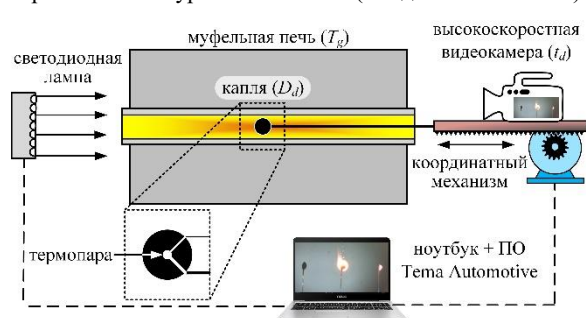 муфельная печь (Tg)
высокоскоростная
видеокамера (td)
светодиодная
лампа
капля (Dd)
координатный
механизм
термопара
ноутбук + ПО
Tema Automotive